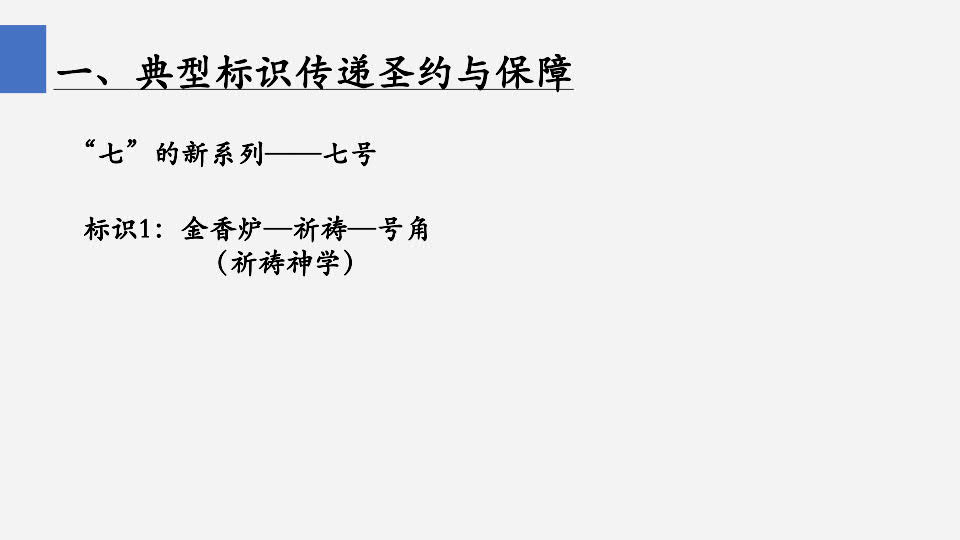 一、典型标识传递圣约与保障
“七”的新系列——七号
标识1：金香炉—祈祷—号角
（祈祷神学）